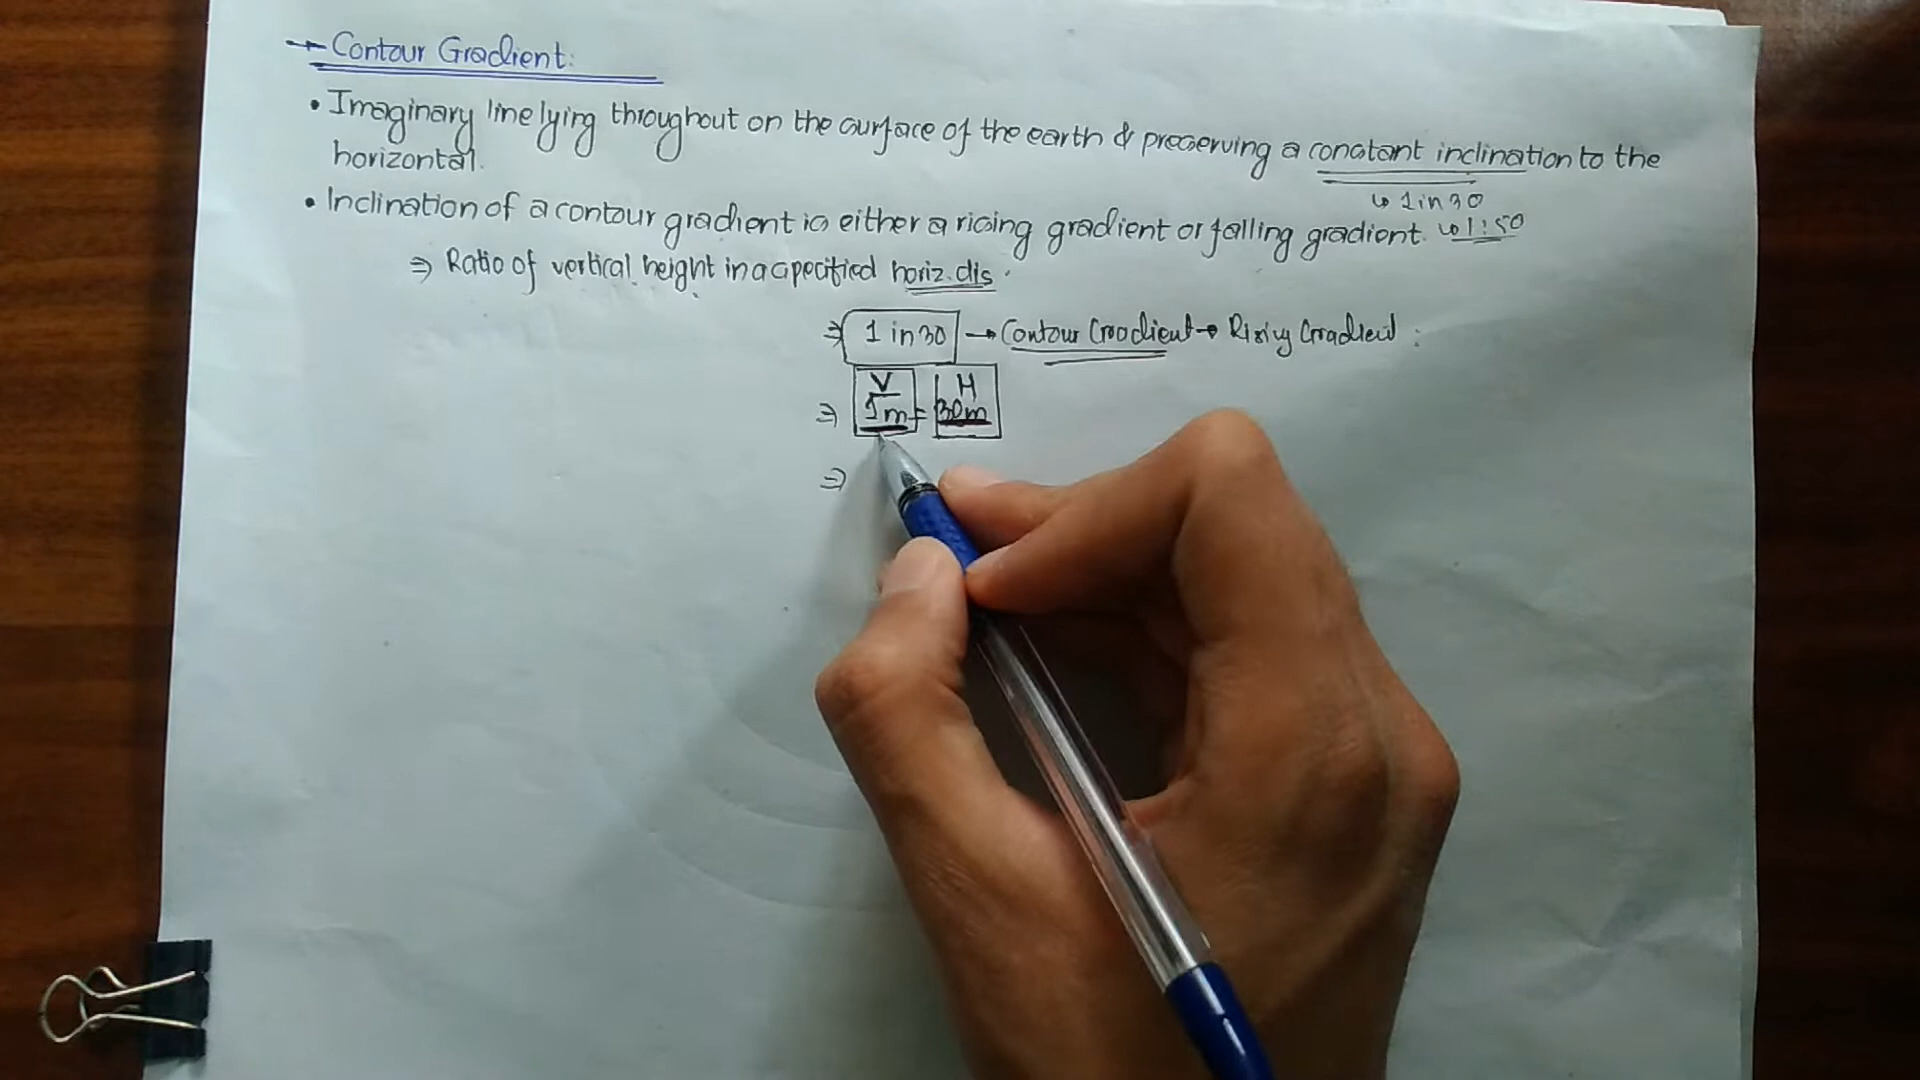 → Contour Gradient:
• Imaginary line lying throughout on the surface of the earth & preserving a constant inclination to the
horizontal.
↳ 1 in 30
• Inclination of a contour gradient is either a rising gradient or falling gradient. ↳ 1:50
⇒ Ratio of vertical height in a specified horiz. dis.
⇒ 1 in 30 → Contour Gradient → Rising Gradient :
V H
⇒ 1m = 30m
⇒